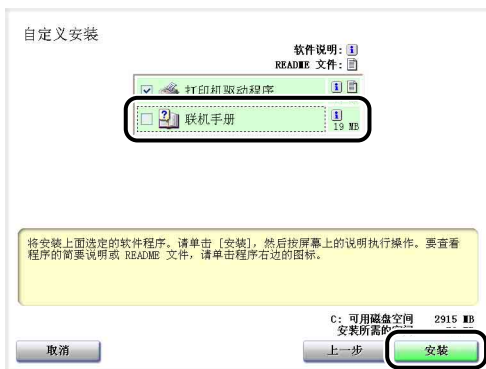 自定义安装
软件说明:
README 文件:
打印机驱动程序
联机手册
19 MB
将安装上面选定的软件程序。请单击 [安装]，然后按屏幕上的说明执行操作。要查看
程序的简要说明或 README 文件，请单击程序右边的图标。
C: 可用磁盘空间 2915 MB
安装所需的空间
取消
上一步
安装